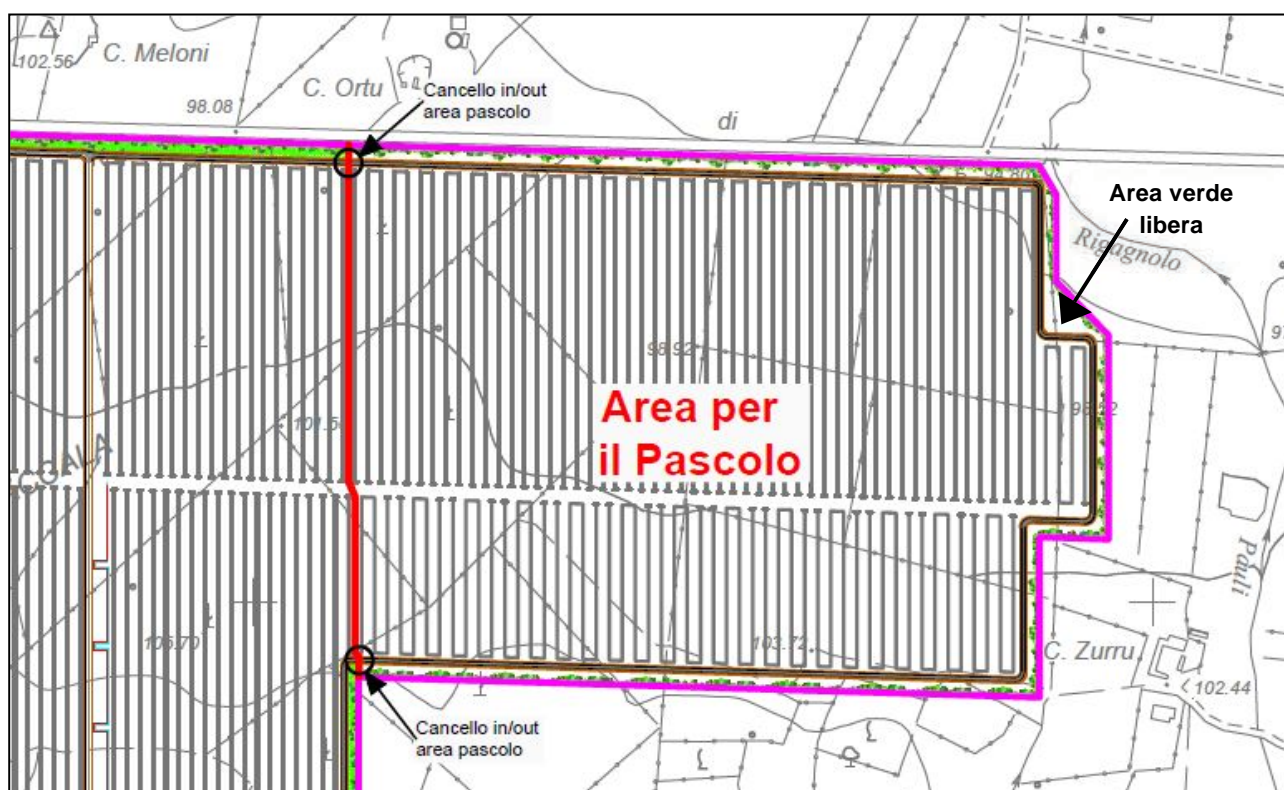 C. Meloni
102.56
C. Ortu
98.08
Cancello in/out
area pascolo
di
Area verde
libera
Rigagnolo
98.92
Area per
il Pascolo
Pauli
105.70
103.72
C. Zurru
102.44
Cancello in/out
area pascolo